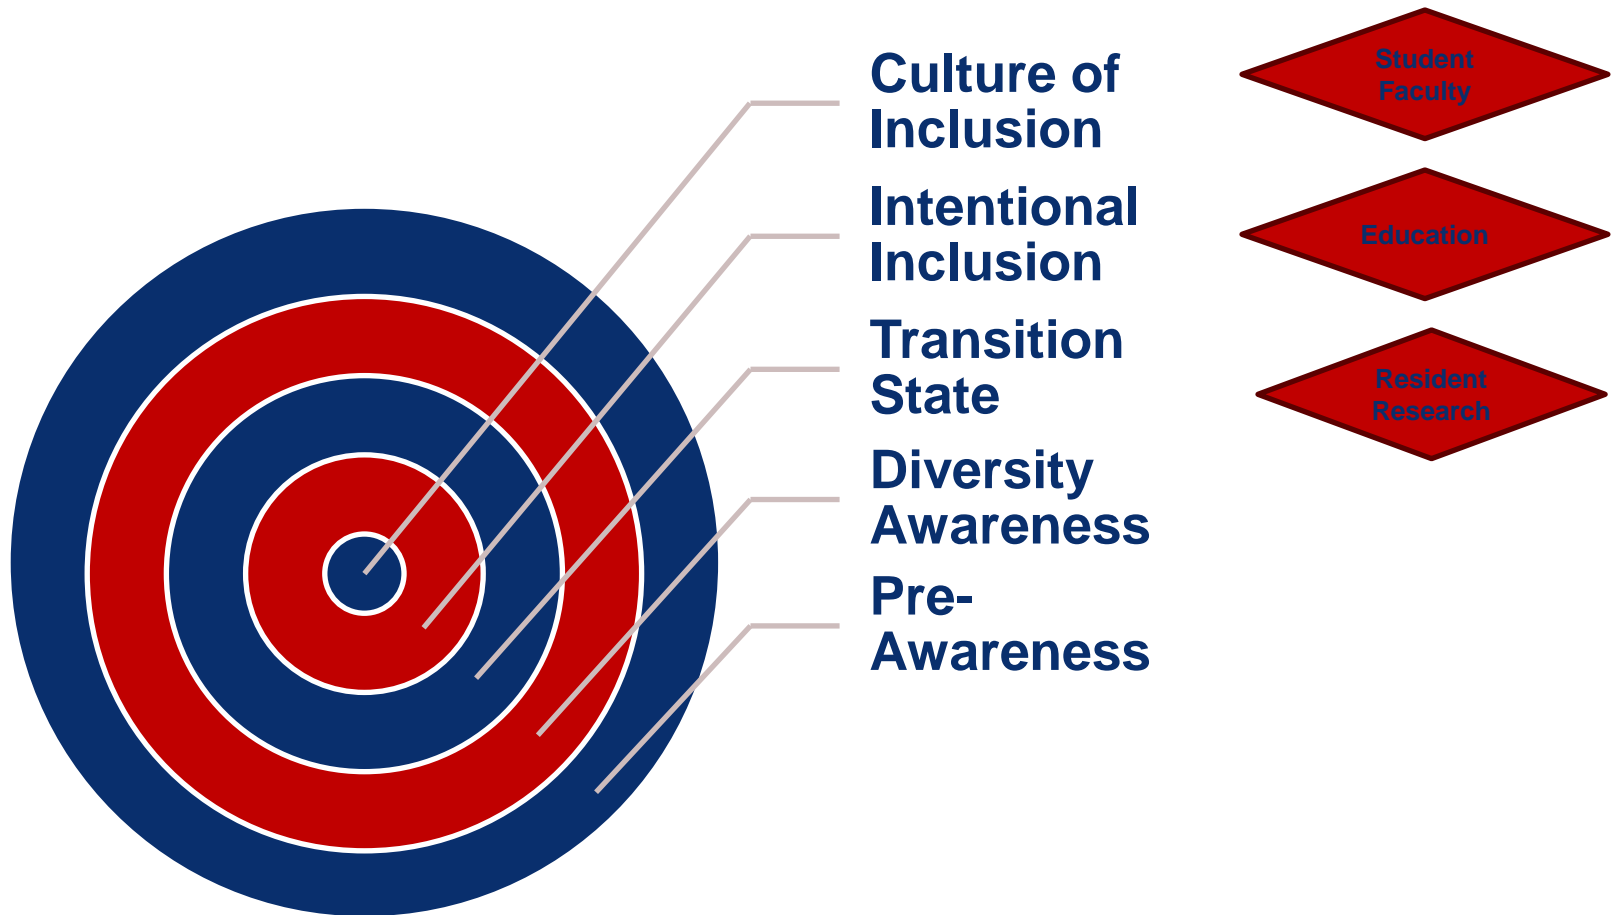 Culture of
Inclusion
Intentional
Inclusion
Transition
State
Diversity
Awareness
Pre-
Awareness
Student
Faculty
Education
Resident
Research